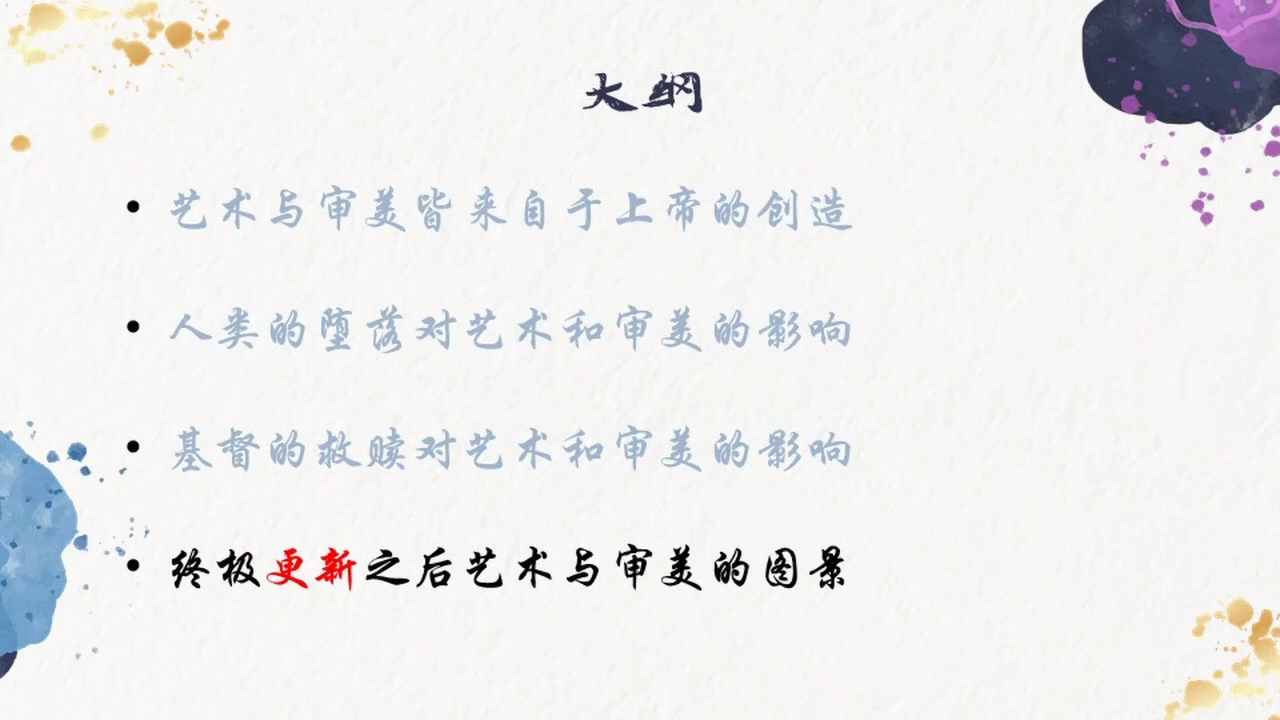 大纲
• 艺术与审美皆来自于上帝的创造
• 人类的堕落对艺术和审美的影响
• 基督的救赎对艺术和审美的影响
• 终极更新之后艺术与审美的图景